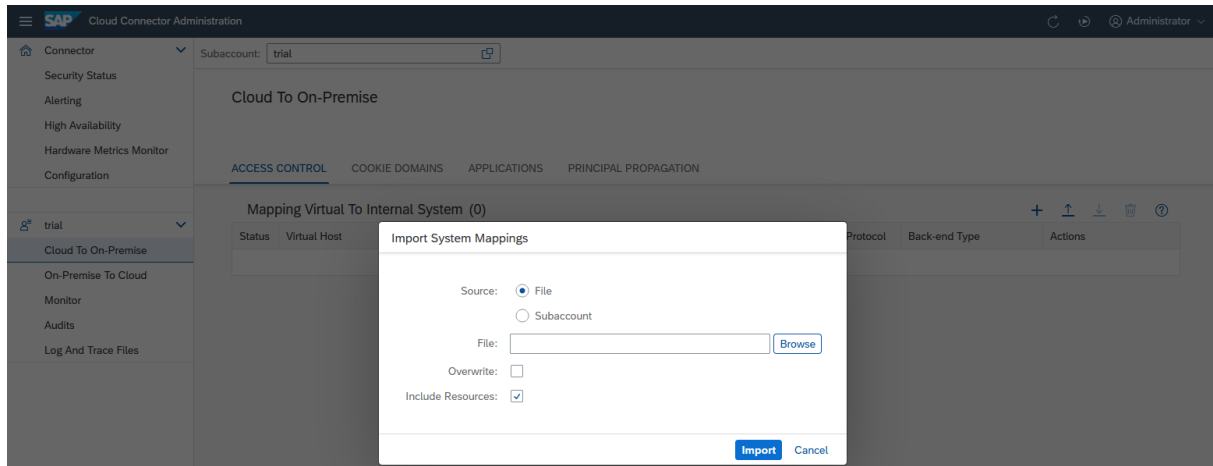 SAP Cloud Connector Administration Administrator
Connector
Subaccount: trial
Security Status
Alerting
Cloud To On-Premise
High Availability
Hardware Metrics Monitor
Configuration
ACCESS CONTROL COOKIE DOMAINS APPLICATIONS PRINCIPAL PROPAGATION
Mapping Virtual To Internal System (0)
trial
Status Virtual Host Protocol Back-end Type Actions
Cloud To On-Premise
On-Premise To Cloud
Monitor
Audits
Log And Trace Files
Import System Mappings
Source: File
Subaccount
File: Browse
Overwrite:
Include Resources:
Import Cancel